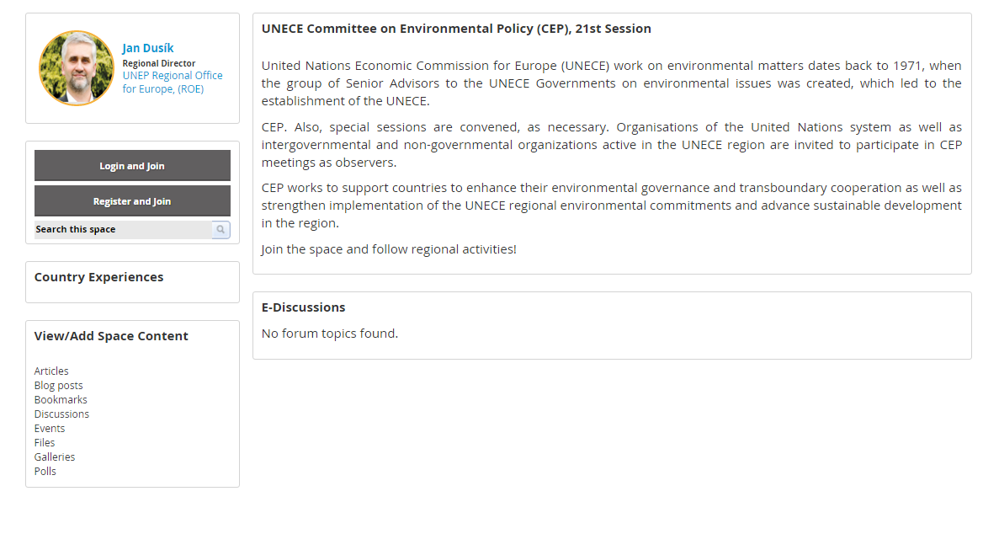 Jan Dusík
Regional Director
UNEP Regional Office
for Europe, (ROE)
Login and Join
Register and Join
Search this space
Country Experiences
View/Add Space Content
Articles
Blog posts
Bookmarks
Discussions
Events
Files
Galleries
Polls
UNECE Committee on Environmental Policy (CEP), 21st Session
United Nations Economic Commission for Europe (UNECE) work on environmental matters dates back to 1971, when
the group of Senior Advisors to the UNECE Governments on environmental issues was created, which led to the
establishment of the UNECE.
CEP. Also, special sessions are convened, as necessary. Organisations of the United Nations system as well as
intergovernmental and non-governmental organizations active in the UNECE region are invited to participate in CEP
meetings as observers.
CEP works to support countries to enhance their environmental governance and transboundary cooperation as well as
strengthen implementation of the UNECE regional environmental commitments and advance sustainable development
in the region.
Join the space and follow regional activities!
E-Discussions
No forum topics found.